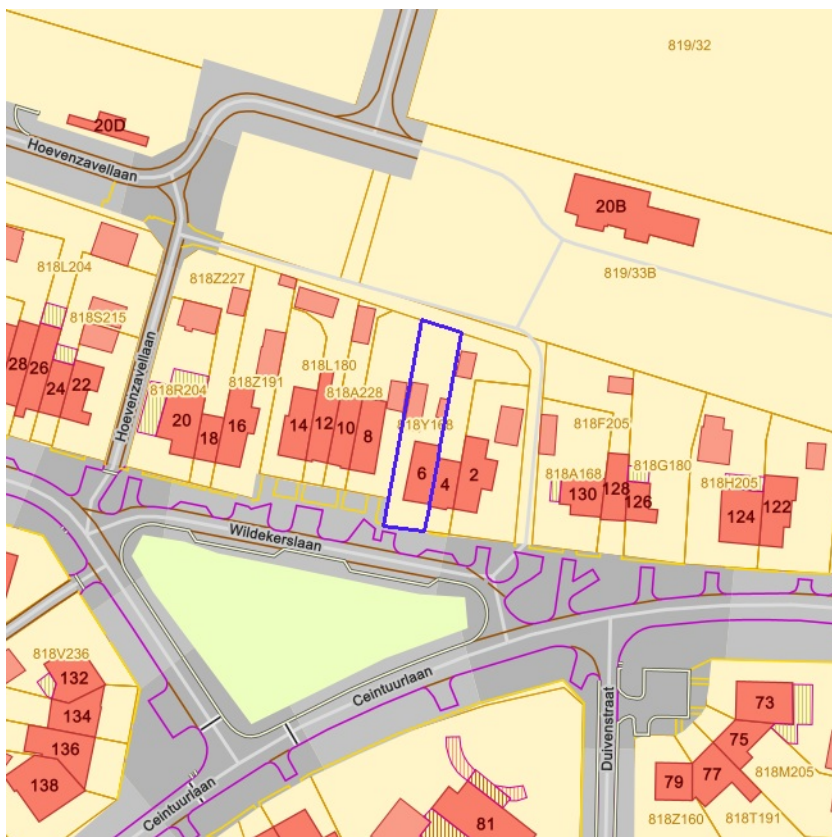 819/32
20D
Hoevenzavellaan
20B
819/33B
818L204
818Z227
818S215
Hoevenzavellaan
818L180
818R204
818Z191
818A228
28
26
24
22
20
18
16
14
12
10
8
818Y168
6
4
2
818F205
818A168
818G180
130
128
126
818H205
124
122
Wildekerslaan
Ceintuurlaan
Duivenstraat
818V236
132
134
136
138
Ceintuurlaan
81
73
75
77
79
818M205
818Z160
818T191